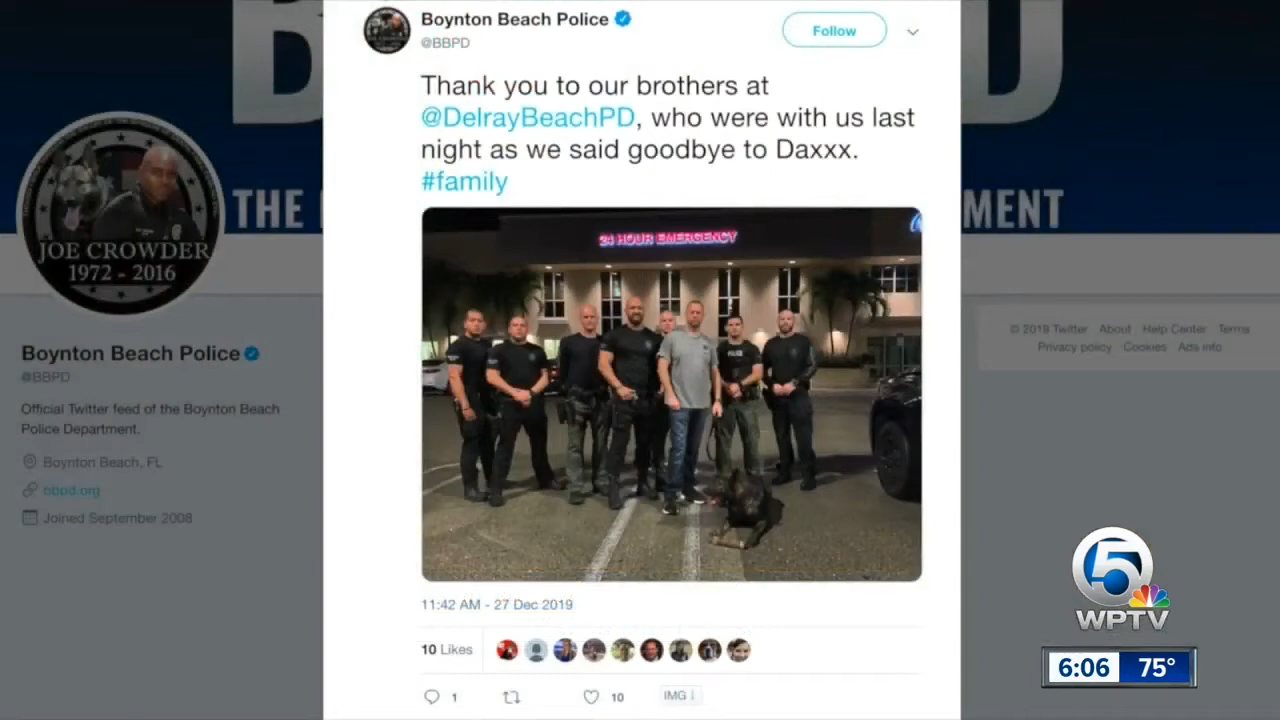 Boynton Beach Police
@BBPD
Follow
Thank you to our brothers at
@DelrayBeachPD, who were with us last
night as we said goodbye to Daxxx.
#family
24 HOUR EMERGENCY
POLICE
11:42 AM - 27 Dec 2019
10 Likes
1
10
IMG
B
D
THE
MENT
JOE CROWDER
1972 - 2016
Boynton Beach Police
@BBPD
Official Twitter feed of the Boynton Beach
Police Department.
Boynton Beach, FL
bbpd.org
Joined September 2008
© 2019 Twitter About Help Center Terms
Privacy policy Cookies Ads info
5
WPTV
6:06 75°